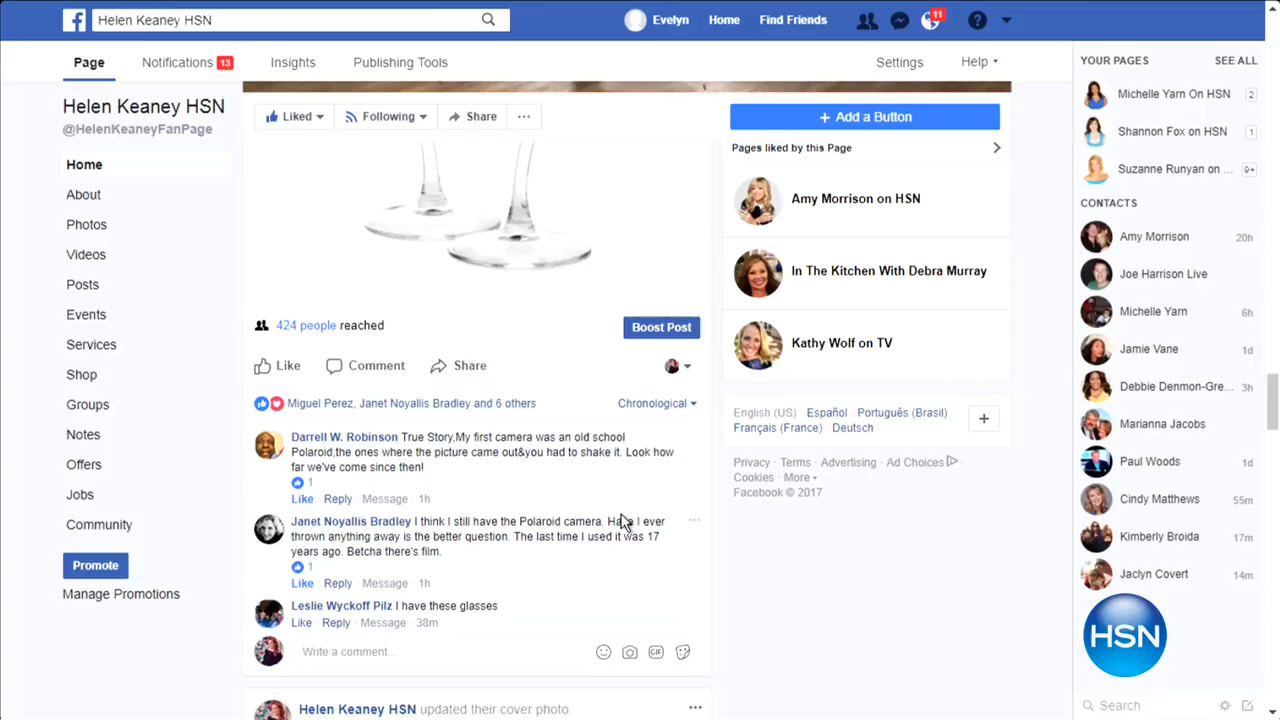 Helen Keaney HSN
Evelyn
Home
Find Friends
11
Page
Notifications 13
Insights
Publishing Tools
Settings
Help
Helen Keaney HSN
@HelenKeaneyFanPage
Home
About
Photos
Videos
Posts
Events
Services
Shop
Groups
Notes
Offers
Jobs
Community
Promote
Manage Promotions
Liked
Following
Share
424 people reached
Boost Post
Like
Comment
Share
Miguel Perez, Janet Noyallis Bradley and 6 others
Chronological
Darrell W. Robinson True Story,My first camera was an old school
Polaroid,the ones where the picture came out&you had to shake it. Look how
far we've come since then!
1
Like · Reply · Message · 1h
Janet Noyallis Bradley I think I still have the Polaroid camera. I ever
thrown anything away is the better question. The last time I used it was 17
years ago. Betcha there's film.
1
Like · Reply · Message · 1h
Leslie Wyckoff Pilz I have these glasses
Like · Reply · Message · 38m
Write a comment...
GIF
Helen Keaney HSN updated their cover photo.
+ Add a Button
Pages liked by this Page
Amy Morrison on HSN
In The Kitchen With Debra Murray
Kathy Wolf on TV
English (US) · Español · Português (Brasil)
Français (France) · Deutsch
Privacy · Terms · Advertising · Ad Choices ·
Cookies · More
Facebook © 2017
YOUR PAGES
SEE ALL
Michelle Yarn On HSN 2
Shannon Fox on HSN 1
Suzanne Runyan on ... 9+
CONTACTS
Amy Morrison 20h
Joe Harrison Live
Michelle Yarn 6h
Jamie Vane 1d
Debbie Denmon-Gre... 3h
Marianna Jacobs
Paul Woods 1d
Cindy Matthews 55m
Kimberly Broida 17m
Jaclyn Covert 14m
HSN
Search